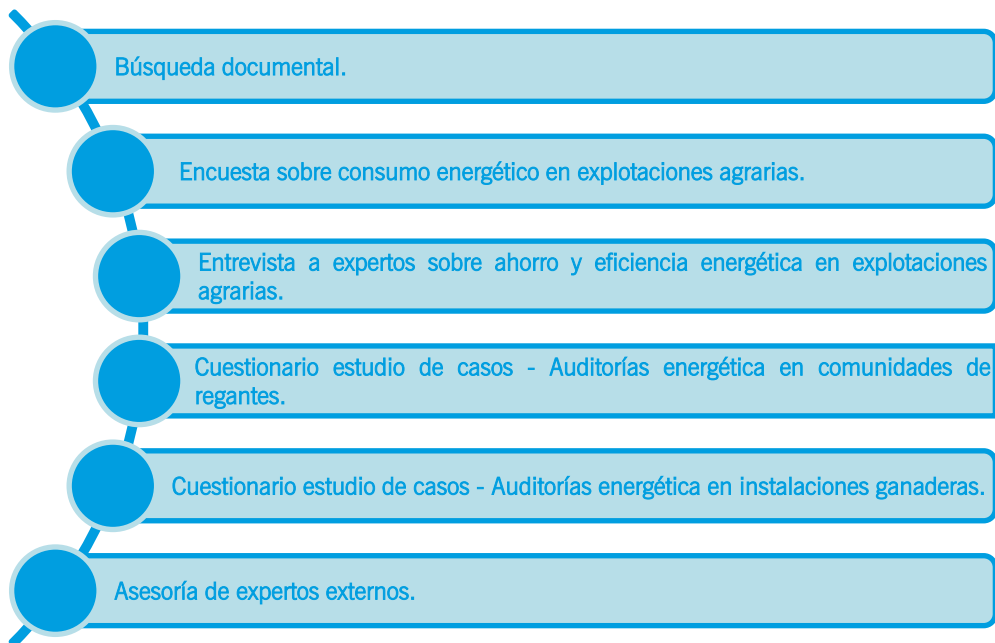 Búsqueda documental.
Encuesta sobre consumo energético en explotaciones agrarias.
Entrevista a expertos sobre ahorro y eficiencia energética en explotaciones
agrarias.
Cuestionario estudio de casos - Auditorías energética en comunidades de
regantes.
Cuestionario estudio de casos - Auditorías energética en instalaciones ganaderas.
Asesoría de expertos externos.